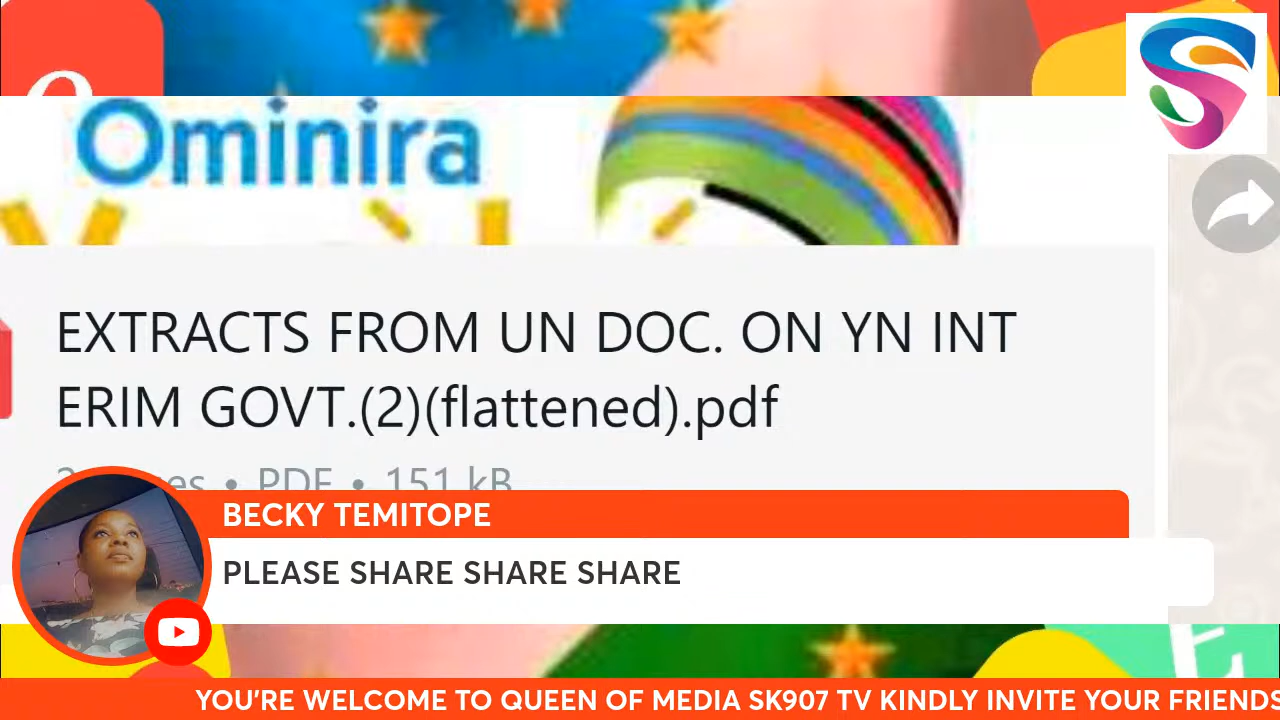 Ominira
EXTRACTS FROM UN DOC. ON YN INT
ERIM GOVT.(2)(flattened).pdf
• PDF • 151 kB
BECKY TEMITOPE
PLEASE SHARE SHARE SHARE
YOU'RE WELCOME TO QUEEN OF MEDIA SK907 TV KINDLY INVITE YOUR FRIENDS